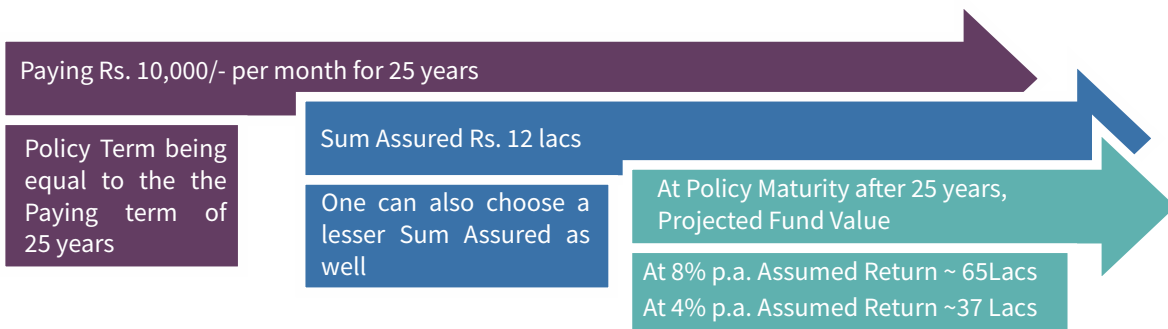 Paying Rs. 10,000/- per month for 25 years
Policy Term being
equal to the the
Paying term of
25 years
Sum Assured Rs. 12 lacs
One can also choose a
lesser Sum Assured as
well
At Policy Maturity after 25 years,
Projected Fund Value
At 8% p.a. Assumed Return ~ 65Lacs
At 4% p.a. Assumed Return ~37 Lacs